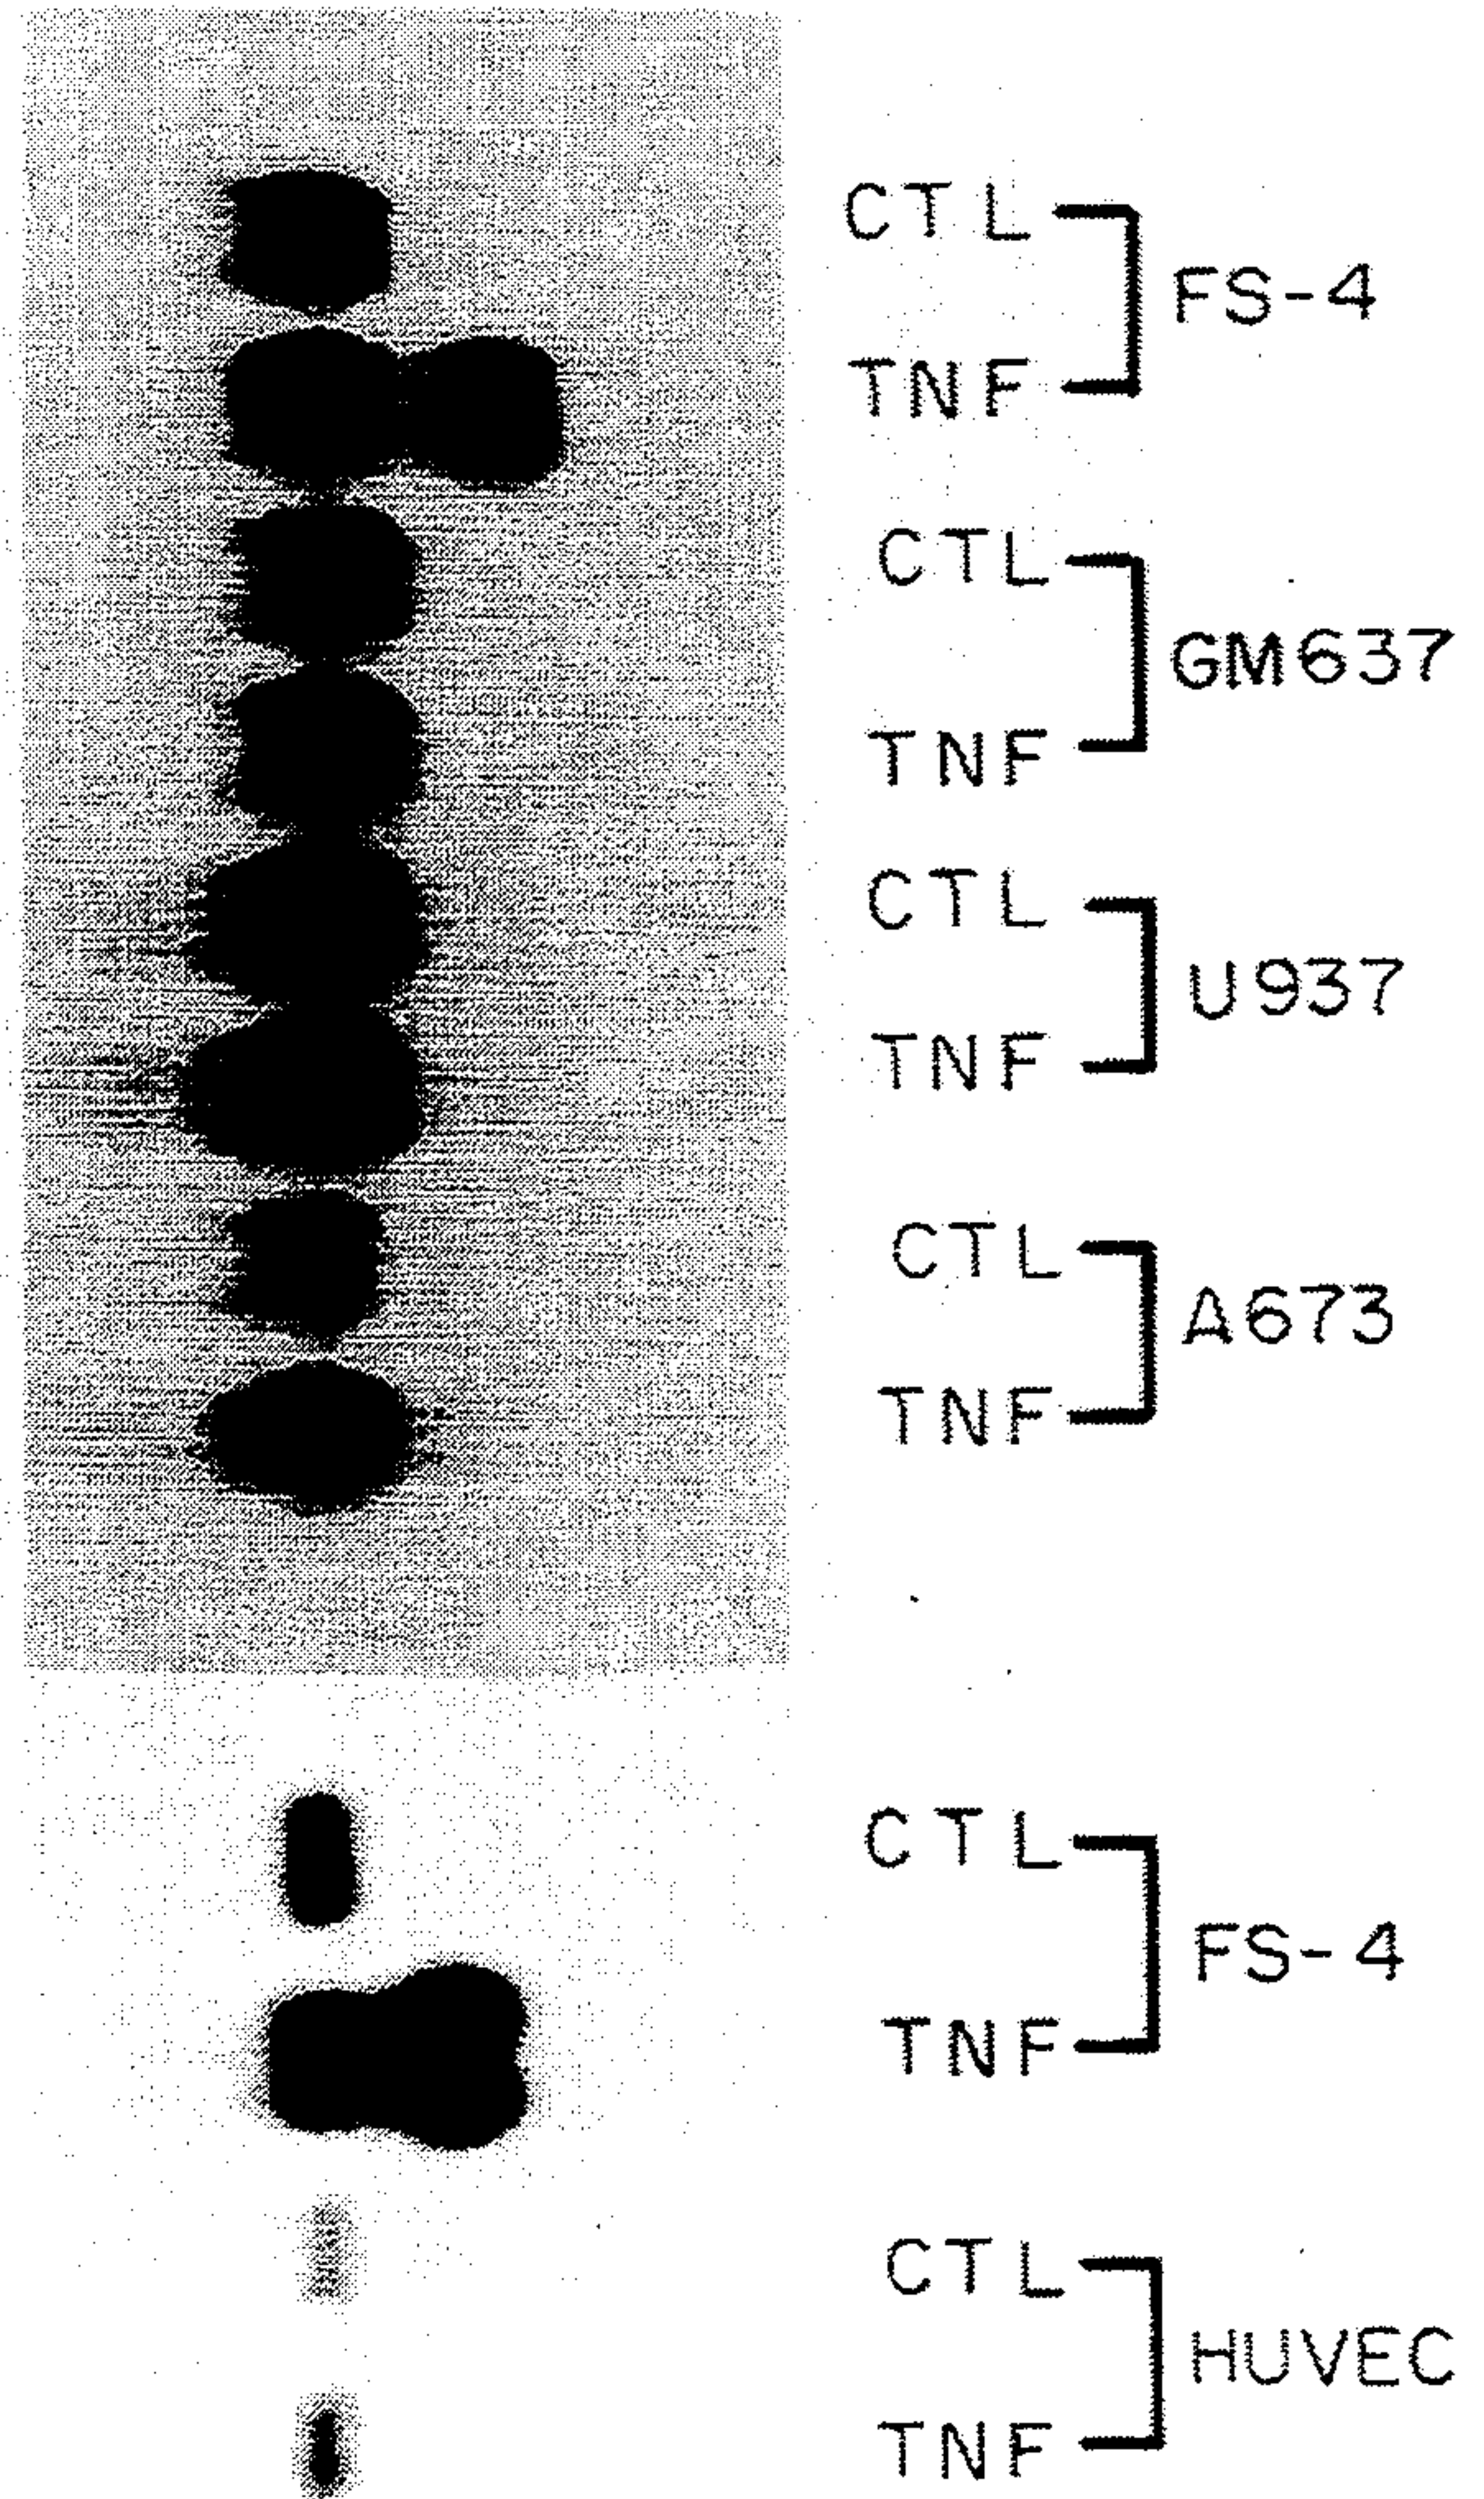 CTL
FS-4
TNF
CTL
GM637
TNF
CTL
U937
TNF
CTL
A673
TNF
CTL
FS-4
TNF
CTL
HUVEC
TNF